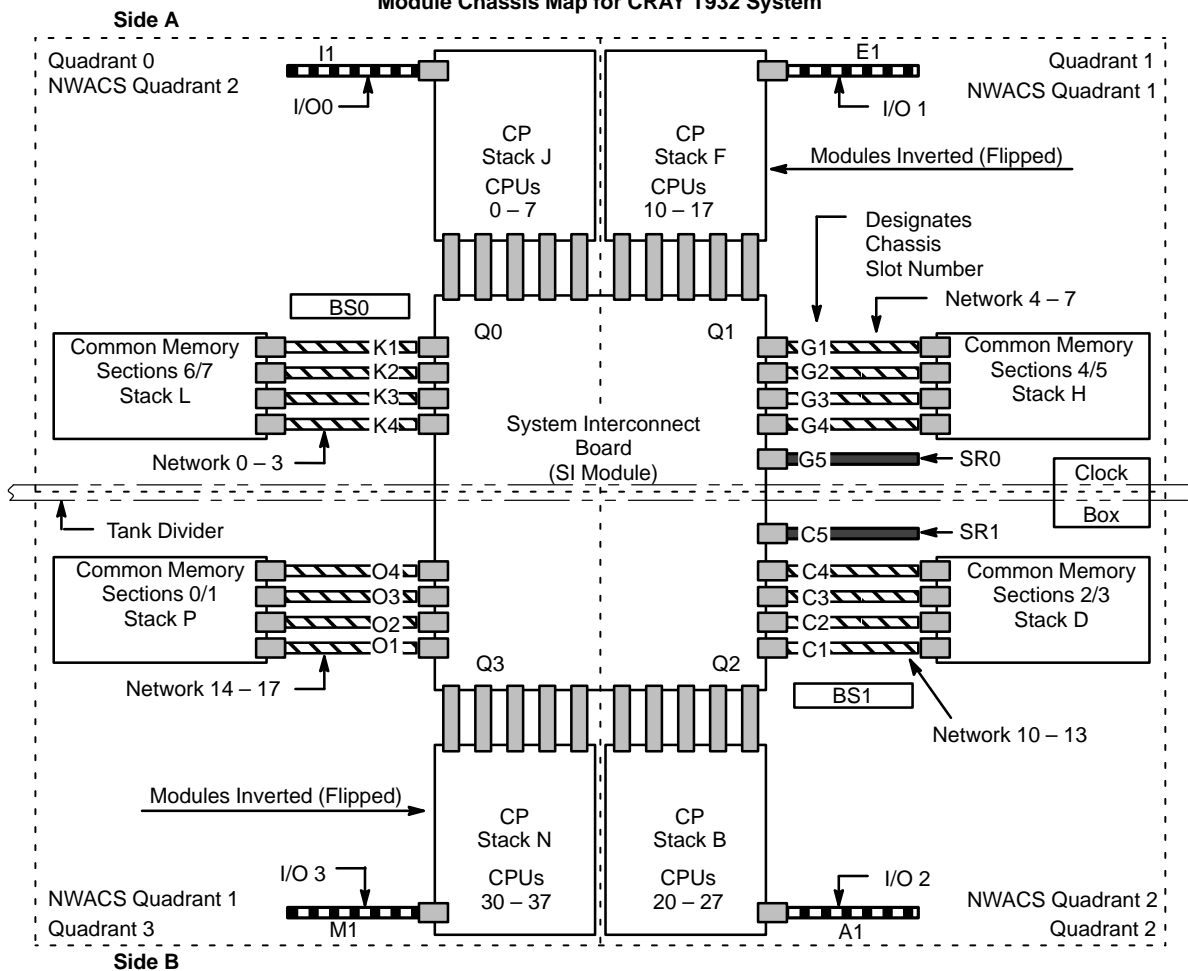 Module Chassis Map for CRAY T932 System
Side A
Quadrant 0
NWACS Quadrant 2
I1
I/O0
CP
Stack J
CPUs
0 – 7
CP
Stack F
CPUs
10 – 17
E1
I/O 1
Quadrant 1
NWACS Quadrant 1
Modules Inverted (Flipped)
Designates
Chassis
Slot Number
Network 4 – 7
BS0
Q0
Q1
Common Memory
Sections 6/7
Stack L
K1
K2
K3
K4
Network 0 – 3
System Interconnect
Board
(SI Module)
G1
G2
G3
G4
G5
Common Memory
Sections 4/5
Stack H
SR0
Clock
Box
Tank Divider
C5
SR1
Common Memory
Sections 0/1
Stack P
O4
O3
O2
O1
Network 14 – 17
C4
C3
C2
C1
Common Memory
Sections 2/3
Stack D
Q3
Q2
BS1
Network 10 – 13
Modules Inverted (Flipped)
CP
Stack N
CPUs
30 – 37
CP
Stack B
CPUs
20 – 27
I/O 3
M1
I/O 2
A1
NWACS Quadrant 1
Quadrant 3
NWACS Quadrant 2
Quadrant 2
Side B